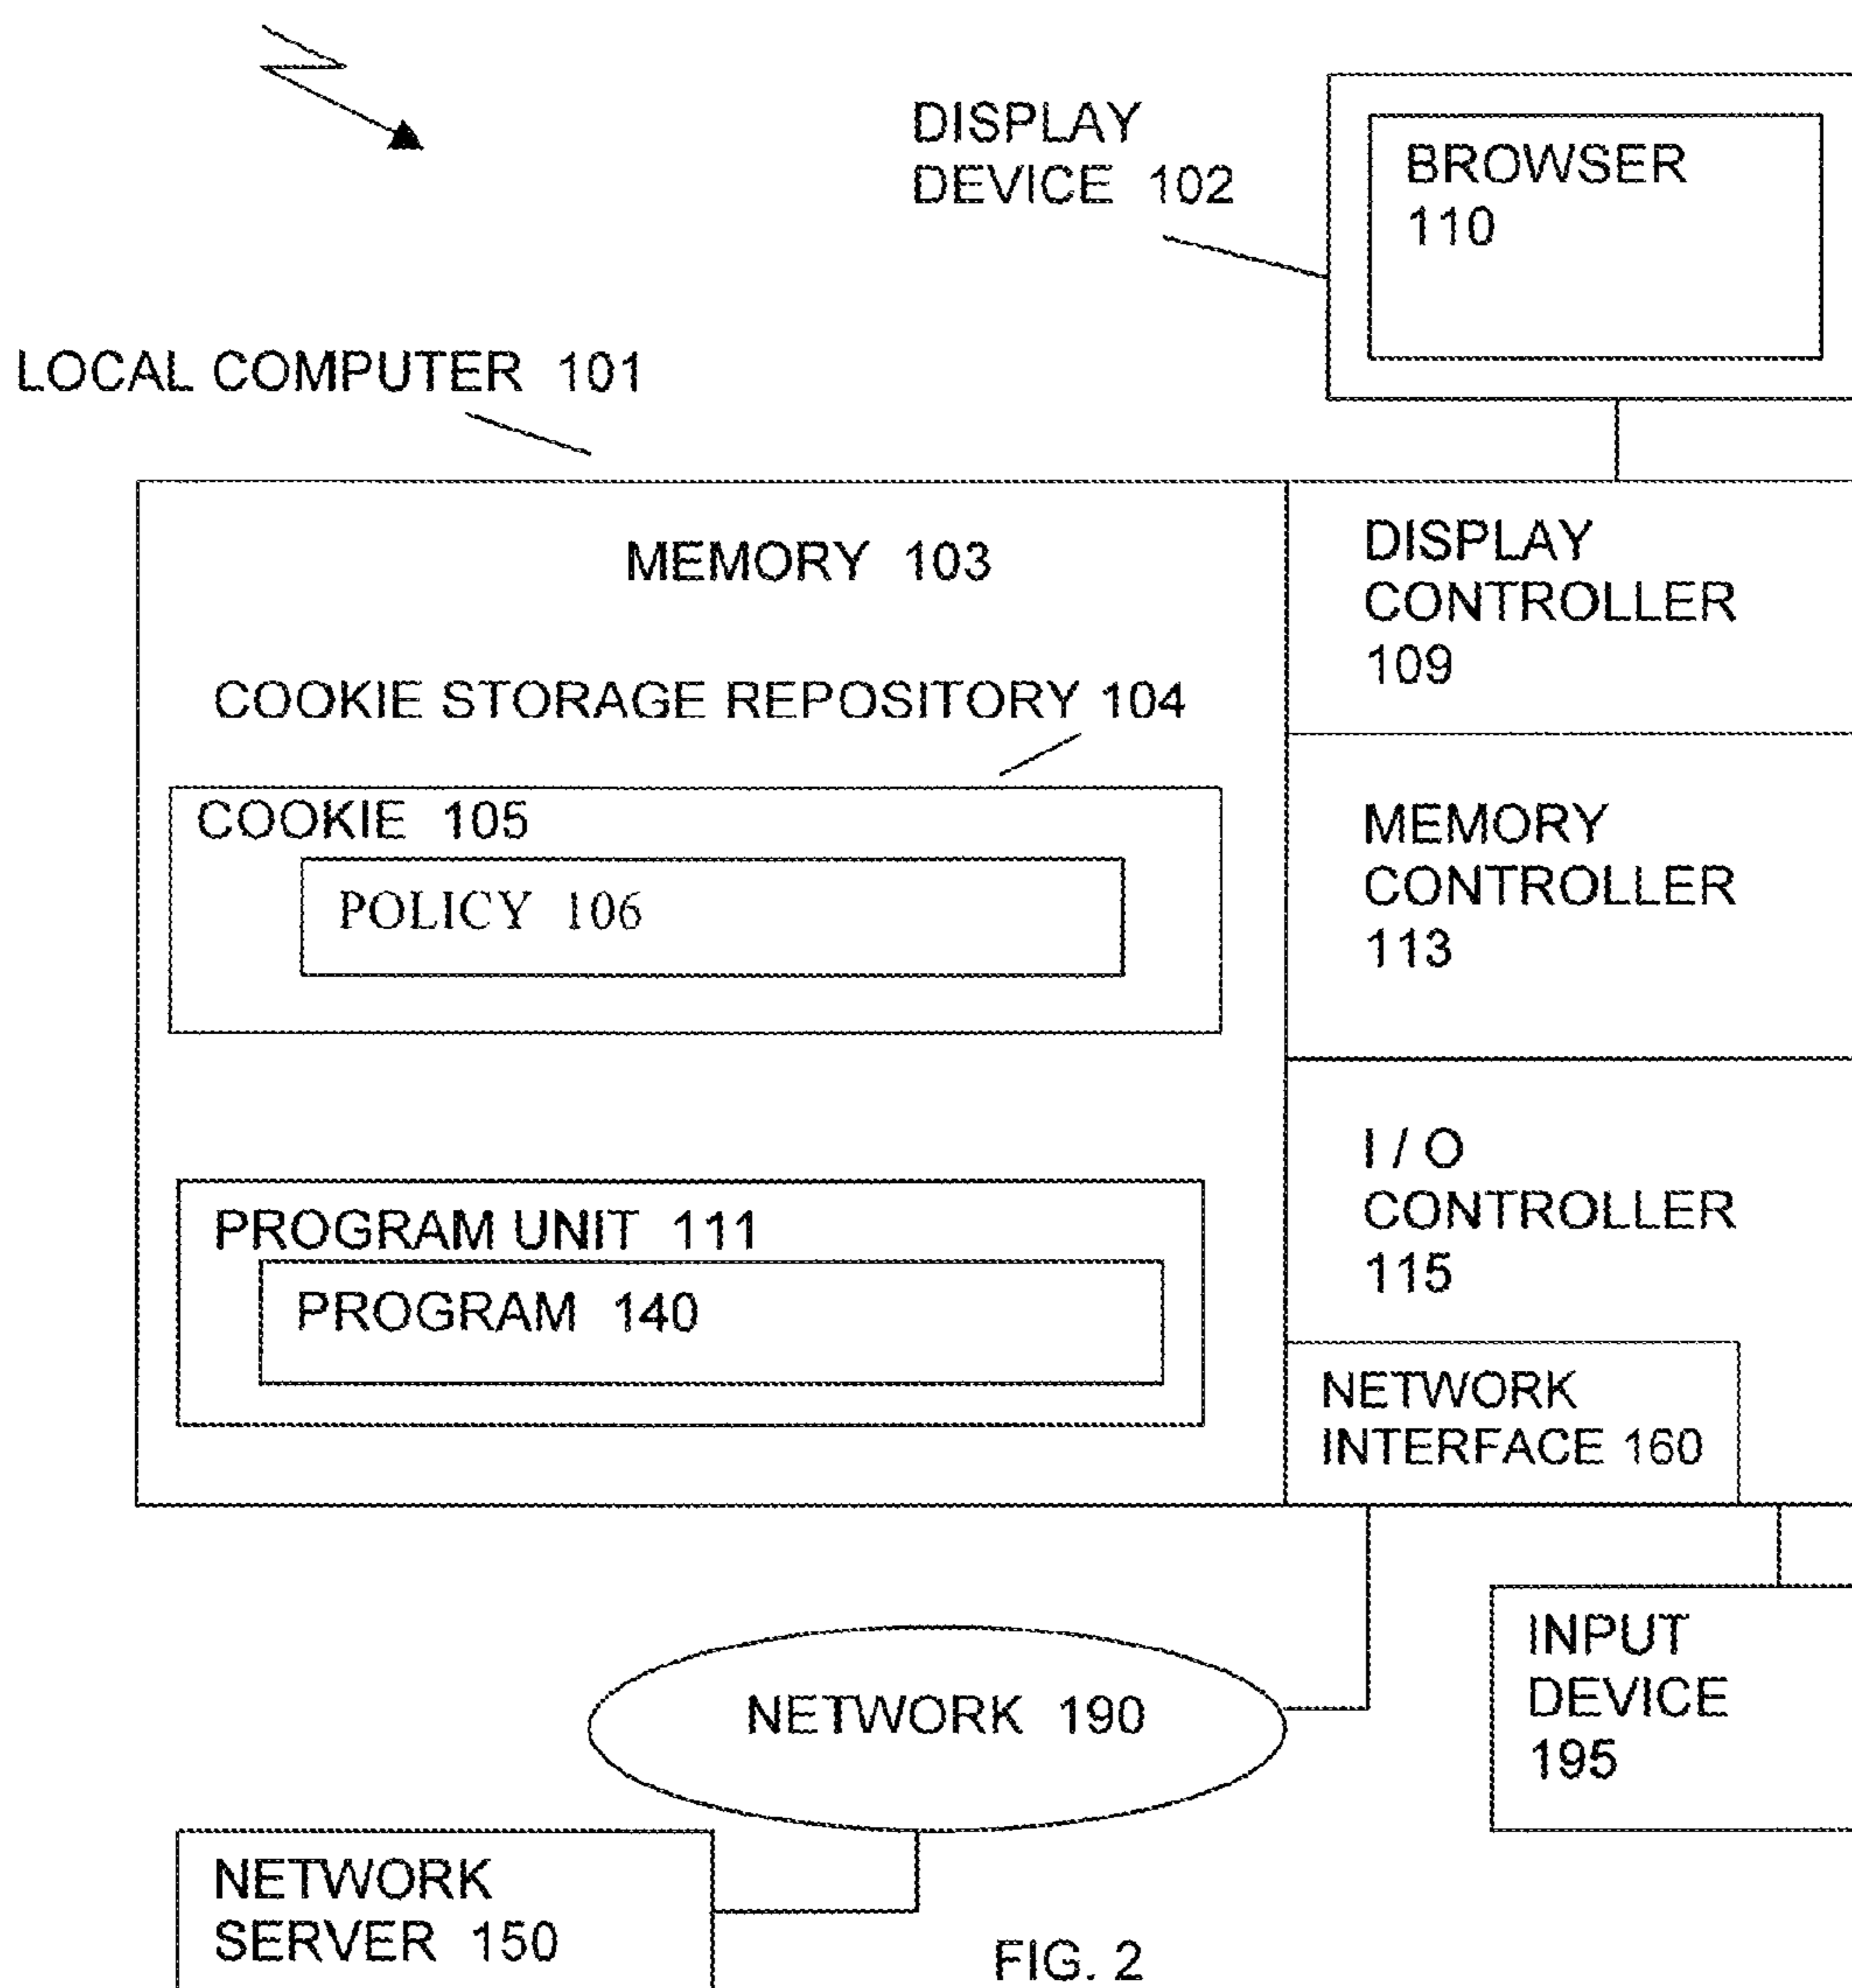 DISPLAY
DEVICE 102
BROWSER
110
LOCAL COMPUTER 101
MEMORY 103
COOKIE STORAGE REPOSITORY 104
COOKIE 105
POLICY 106
PROGRAM UNIT 111
PROGRAM 140
DISPLAY
CONTROLLER
109
MEMORY
CONTROLLER
113
I / O
CONTROLLER
115
NETWORK
INTERFACE 160
NETWORK 190
INPUT
DEVICE
195
NETWORK
SERVER 150
FIG. 2